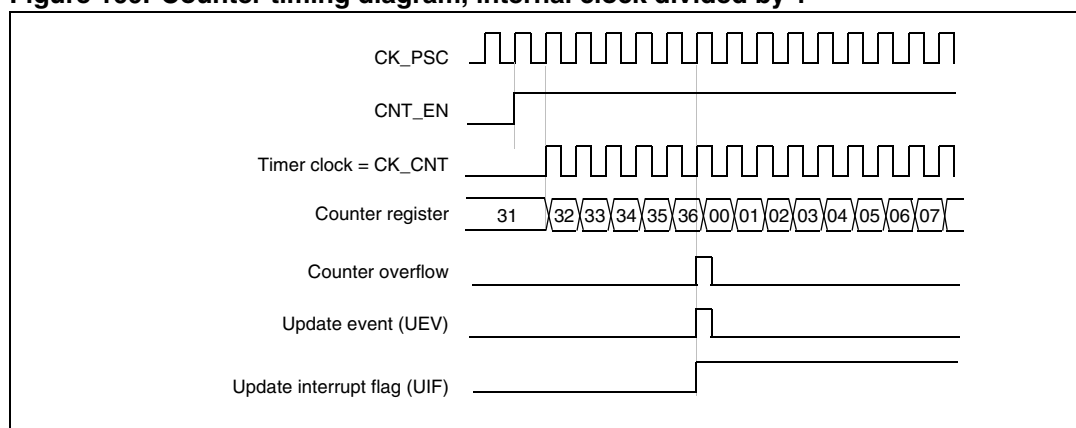 CK_PSC
CNT_EN
Timer clock = CK_CNT
Counter register 31 32 33 34 35 36 00 01 02 03 04 05 06 07
Counter overflow
Update event (UEV)
Update interrupt flag (UIF)